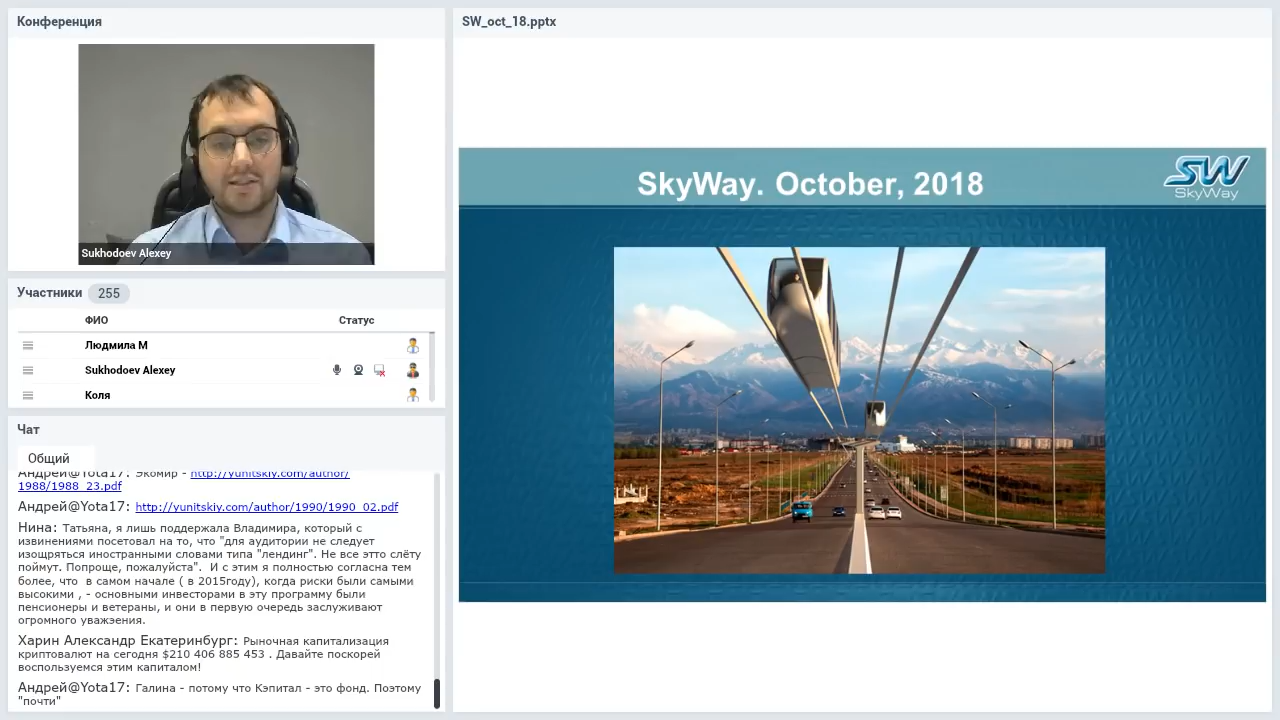 Конференция
Sukhodoev Alexey
Участники 255
ФИО Статус
Людмила М
Sukhodoev Alexey
Коля
Чат
Общий
Андрей@Yota17: Экомир - http://yunitskiy.com/author/
1988/1988_23.pdf
Андрей@Yota17: http://yunitskiy.com/author/1990/1990_02.pdf
Нина: Татьяна, я лишь поддержала Владимира, который с
извинениями посетовал на то, что "для аудитории не следует
изощряться иностранными словами типа "лендинг". Не все этто слёту
поймут. Попроще, пожалуйста". И с этим я полностью согласна тем
более, что в самом начале ( в 2015году), когда риски были самыми
высокими , - основными инвесторами в эту программу были
пенсионеры и ветераны, и они в первую очередь заслуживают
огромного уважэения.
Харин Александр Екатеринбург: Рыночная капитализация
криптовалют на сегодня $210 406 885 453 . Давайте поскорей
воспользуемся этим капиталом!
Андрей@Yota17: Галина - потому что Кэпитал - это фонд. Поэтому
"почти"
SW_oct_18.pptx
SkyWay. October, 2018
SW
SkyWay